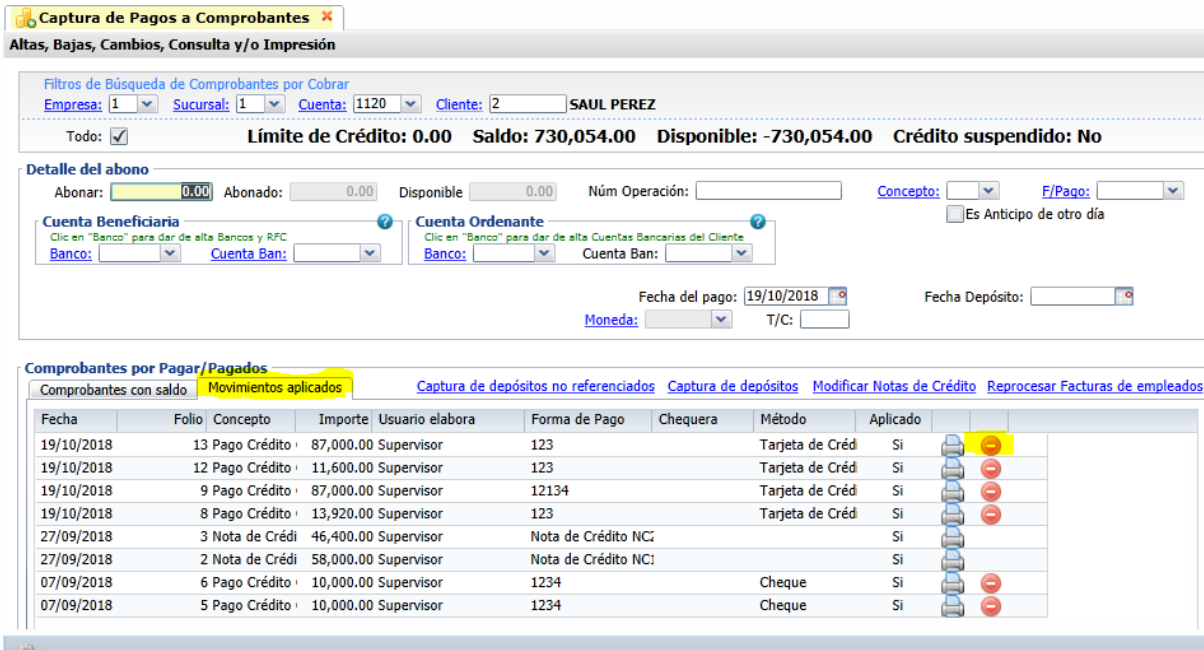 Captura de Pagos a Comprobantes
Altas, Bajas, Cambios, Consulta y/o Impresión
Filtros de Búsqueda de Comprobantes por Cobrar
Empresa: 1 Sucursal: 1 Cuenta: 1120 Cliente: 2 SAUL PEREZ
Todo: Límite de Crédito: 0.00 Saldo: 730,054.00 Disponible: -730,054.00 Crédito suspendido: No
Detalle del abono
Abonar: 0.00 Abonado: 0.00 Disponible 0.00 Núm Operación: Concepto: F/Pago:
Es Anticipo de otro día
Cuenta Beneficiaria ? Cuenta Ordenante ?
Clic en "Banco" para dar de alta Bancos y RFC Clic en "Banco" para dar de alta Cuentas Bancarias del Cliente
Banco: Cuenta Ban: Banco: Cuenta Ban:
Fecha del pago: 19/10/2018 Fecha Depósito:
Moneda: T/C:
Comprobantes por Pagar/Pagados
Comprobantes con saldo Movimientos aplicados Captura de depósitos no referenciados Captura de depósitos Modificar Notas de Crédito Reprocesar Facturas de empleados
Fecha Folio Concepto Importe Usuario elabora Forma de Pago Chequera Método Aplicado
19/10/2018 13 Pago Crédito 87,000.00 Supervisor 123 Tarjeta de Créd Si
19/10/2018 12 Pago Crédito 11,600.00 Supervisor 123 Tarjeta de Créd Si
19/10/2018 9 Pago Crédito 87,000.00 Supervisor 12134 Tarjeta de Créd Si
19/10/2018 8 Pago Crédito 13,920.00 Supervisor 123 Tarjeta de Créd Si
27/09/2018 3 Nota de Crédi 46,400.00 Supervisor Nota de Crédito NC2 Si
27/09/2018 2 Nota de Crédi 58,000.00 Supervisor Nota de Crédito NC1 Si
07/09/2018 6 Pago Crédito 10,000.00 Supervisor 1234 Cheque Si
07/09/2018 5 Pago Crédito 10,000.00 Supervisor 1234 Cheque Si